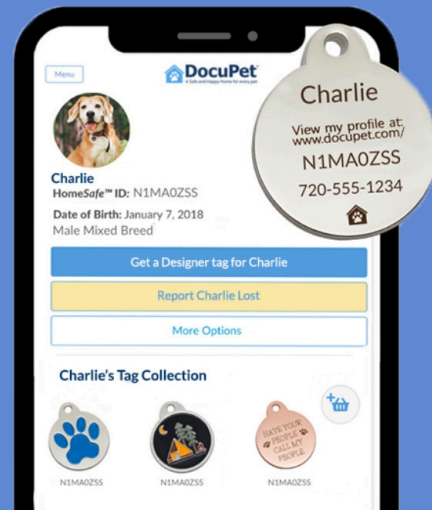 Menu
DocuPet
A Safe and Happy Home for Every Pet
Charlie
HomeSafe™ ID: N1MA0ZSS
Date of Birth: January 7, 2018
Male Mixed Breed
Get a Designer tag for Charlie
Report Charlie Lost
More Options
Charlie's Tag Collection
HAVE YOUR
PEOPLE
CALL MY
PEOPLE
N1MA0ZSS
N1MA0ZSS
N1MA0ZSS
Charlie
View my profile at:
www.docupet.com/
N1MA0ZSS
720-555-1234